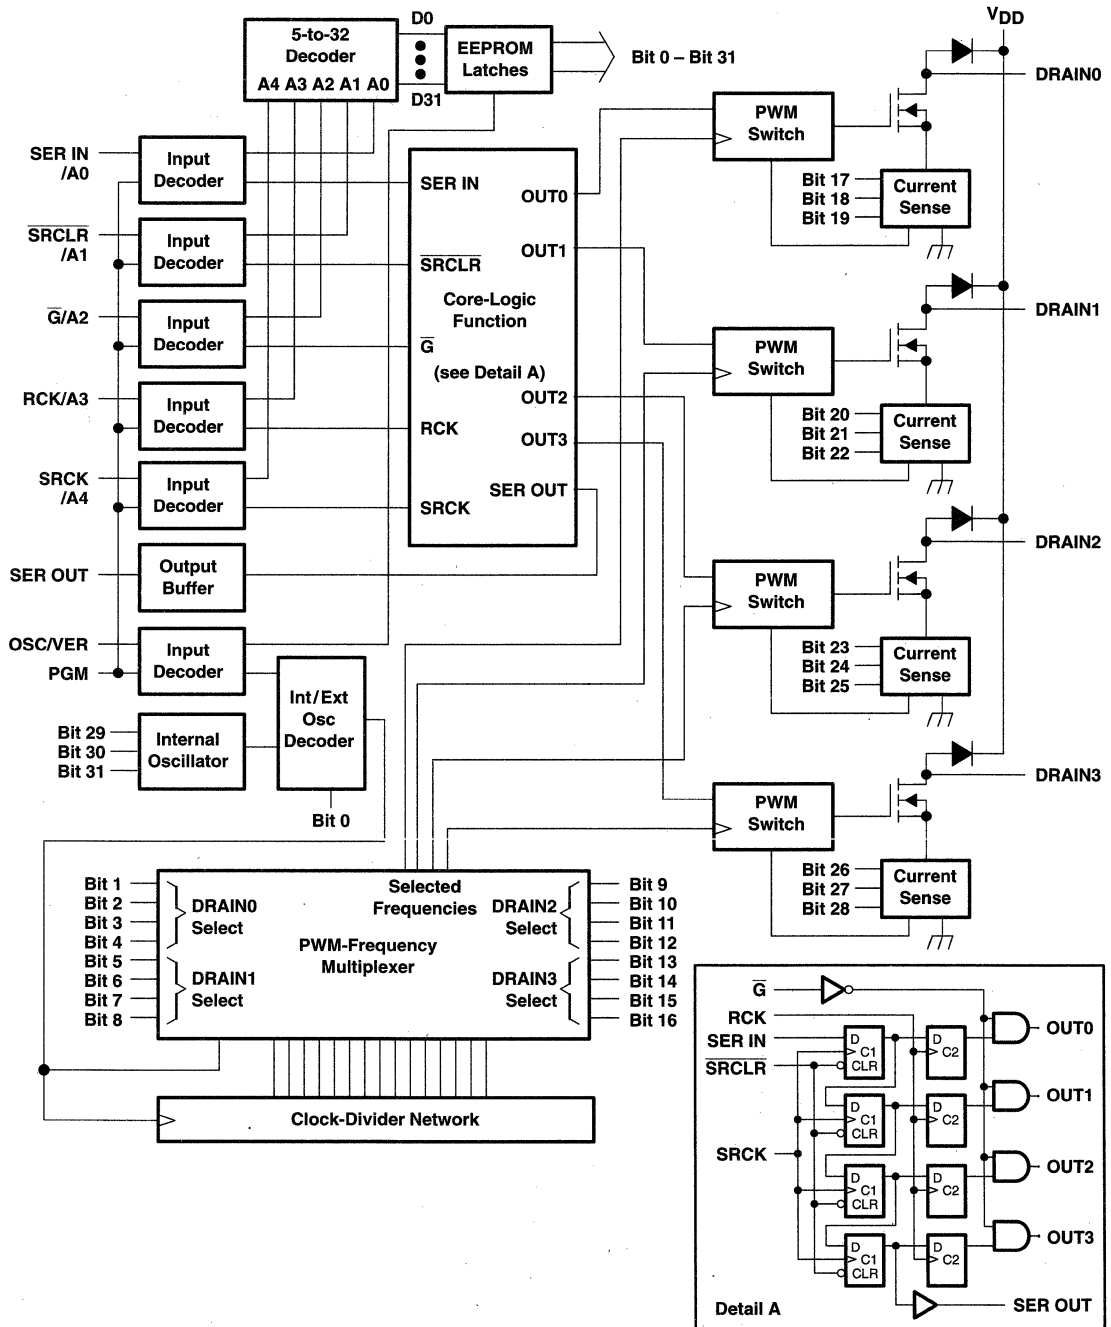 5-to-32
Decoder
A4 A3 A2 A1 A0
D0
D31
EEPROM
Latches
Bit 0 – Bit 31
VDD
DRAIN0
PWM
Switch
Bit 17
Bit 18
Bit 19
Current
Sense
SER IN
/A0
Input
Decoder
SRCLR
/A1
Input
Decoder
G/A2
Input
Decoder
RCK/A3
Input
Decoder
SRCK
/A4
Input
Decoder
SER OUT
Output
Buffer
OSC/VER
PGM
Input
Decoder
Bit 29
Bit 30
Bit 31
Internal
Oscillator
Int/Ext
Osc
Decoder
Bit 0
SER IN
SRCLR
Core-Logic
Function
G
(see Detail A)
RCK
SRCK
OUT0
OUT1
OUT2
OUT3
SER OUT
DRAIN1
PWM
Switch
Bit 20
Bit 21
Bit 22
Current
Sense
DRAIN2
PWM
Switch
Bit 23
Bit 24
Bit 25
Current
Sense
DRAIN3
PWM
Switch
Bit 26
Bit 27
Bit 28
Current
Sense
Bit 1
Bit 2
Bit 3
Bit 4
Bit 5
Bit 6
Bit 7
Bit 8
DRAIN0
Select
DRAIN1
Select
Selected
Frequencies
PWM-Frequency
Multiplexer
DRAIN2
Select
DRAIN3
Select
Bit 9
Bit 10
Bit 11
Bit 12
Bit 13
Bit 14
Bit 15
Bit 16
Clock-Divider Network
G
RCK
SER IN
SRCLR
SRCK
D
C1
CLR
D
C2
OUT0
D
C1
CLR
D
C2
OUT1
D
C1
CLR
D
C2
OUT2
D
C1
CLR
D
C2
OUT3
SER OUT
Detail A